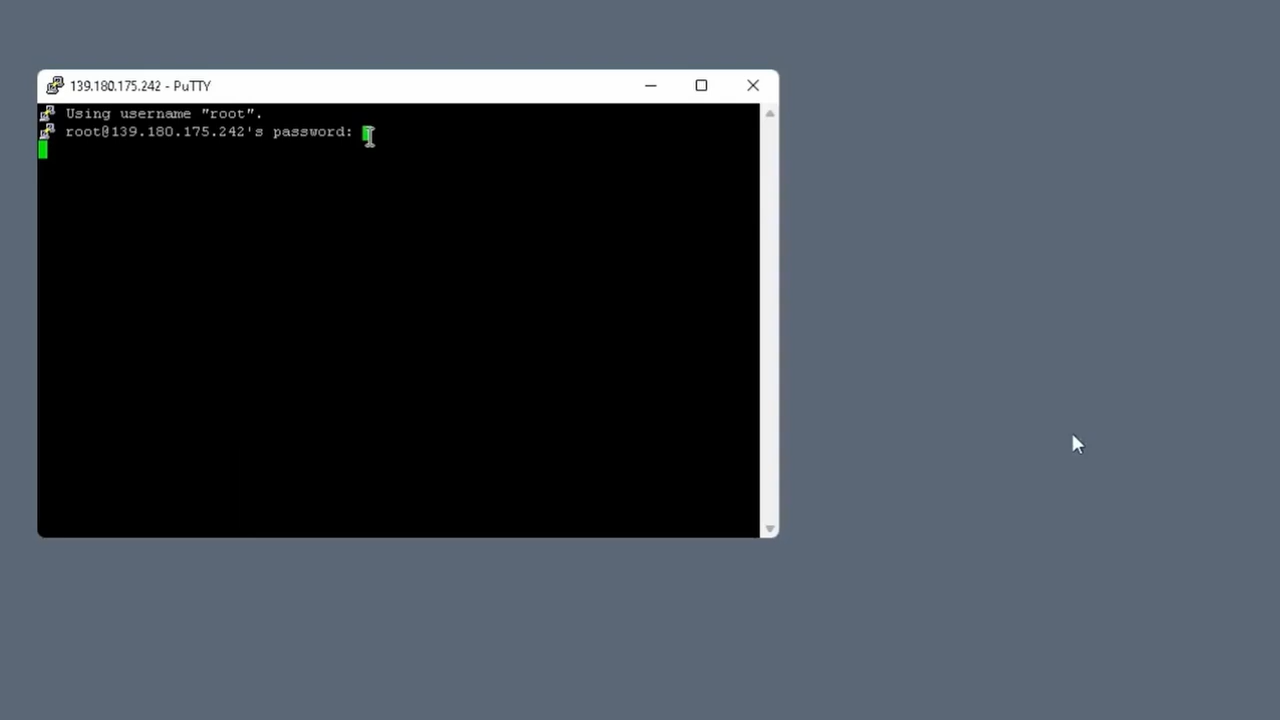 139.180.175.242 - PuTTY
Using username "root".
root@139.180.175.242's password: